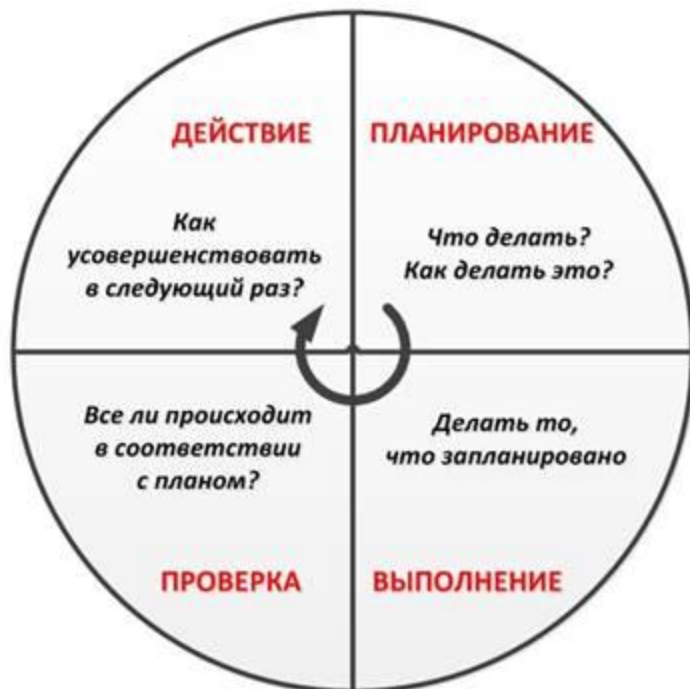 ДЕЙСТВИЕ
Как
усовершенствовать
в следующий раз?
ПЛАНИРОВАНИЕ
Что делать?
Как делать это?
Все ли происходит
в соответствии
с планом?
ПРОВЕРКА
Делать то,
что запланировано
ВЫПОЛНЕНИЕ